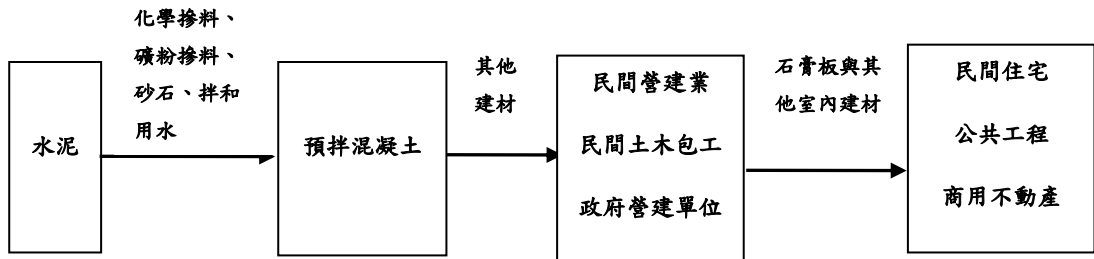 水泥
化學摻料、
礦粉摻料、
砂石、拌和
用水
預拌混凝土
其他
建材
民間營建業
民間土木包工
政府營建單位
石膏板與其
他室內建材
民間住宅
公共工程
商用不動產